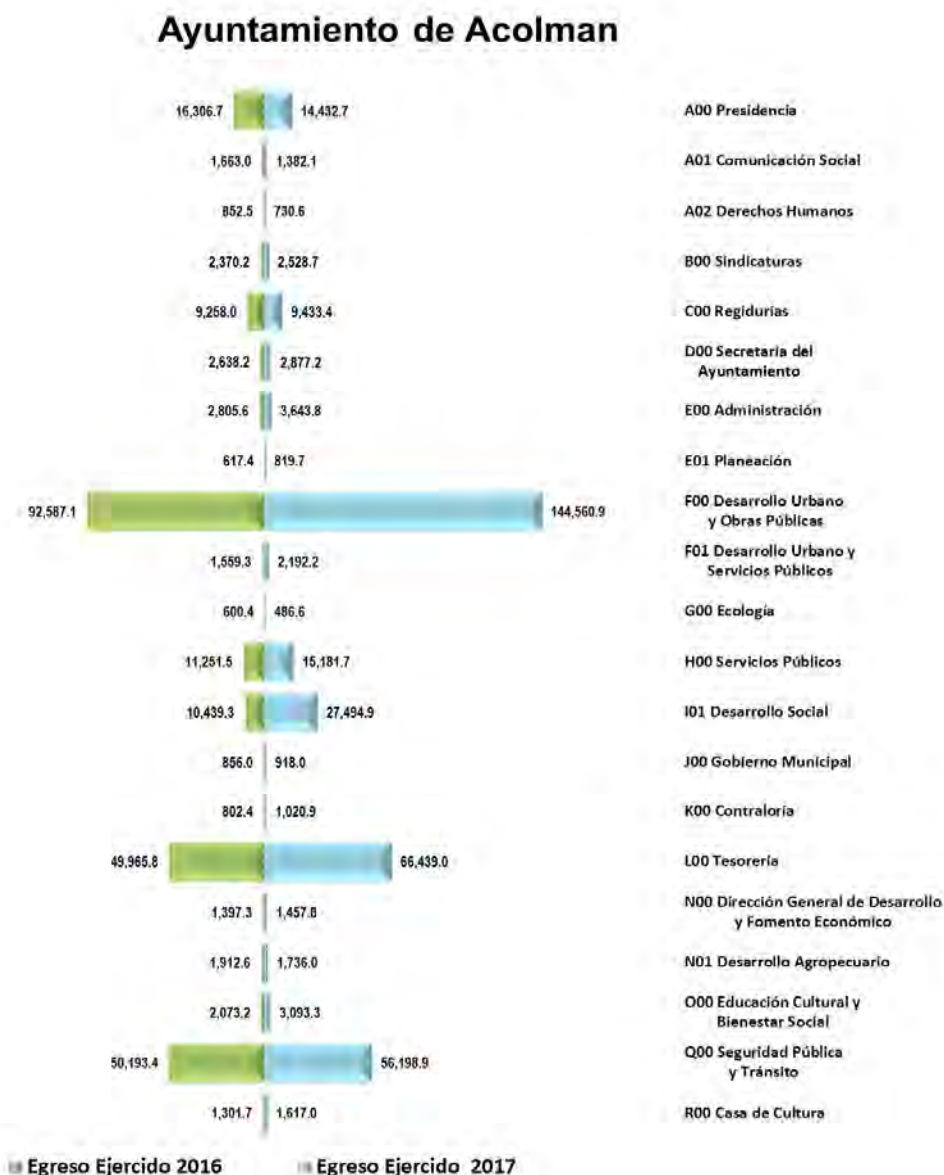 Ayuntamiento de Acolman
16,306.7 14,432.7 A00 Presidencia
1,663.0 1,382.1 A01 Comunicación Social
852.5 730.6 A02 Derechos Humanos
2,370.2 2,528.7 B00 Sindicaturas
9,258.0 9,433.4 C00 Regidurías
2,638.2 2,877.2 D00 Secretaría del
Ayuntamiento
2,805.6 3,643.8 E00 Administración
617.4 819.7 E01 Planeación
92,587.1 144,560.9 F00 Desarrollo Urbano
y Obras Públicas
1,559.3 2,192.2 F01 Desarrollo Urbano y
Servicios Públicos
600.4 486.6 G00 Ecología
11,251.5 15,181.7 H00 Servicios Públicos
10,439.3 27,494.9 I01 Desarrollo Social
856.0 918.0 J00 Gobierno Municipal
802.4 1,020.9 K00 Contraloría
49,965.8 66,439.0 L00 Tesorería
1,397.3 1,457.8 N00 Dirección General de Desarrollo
y Fomento Económico
1,912.6 1,736.0 N01 Desarrollo Agropecuario
2,073.2 3,093.3 O00 Educación Cultural y
Bienestar Social
50,193.4 56,198.9 Q00 Seguridad Pública
y Tránsito
1,301.7 1,617.0 R00 Casa de Cultura
Egreso Ejercido 2016 Egreso Ejercido 2017